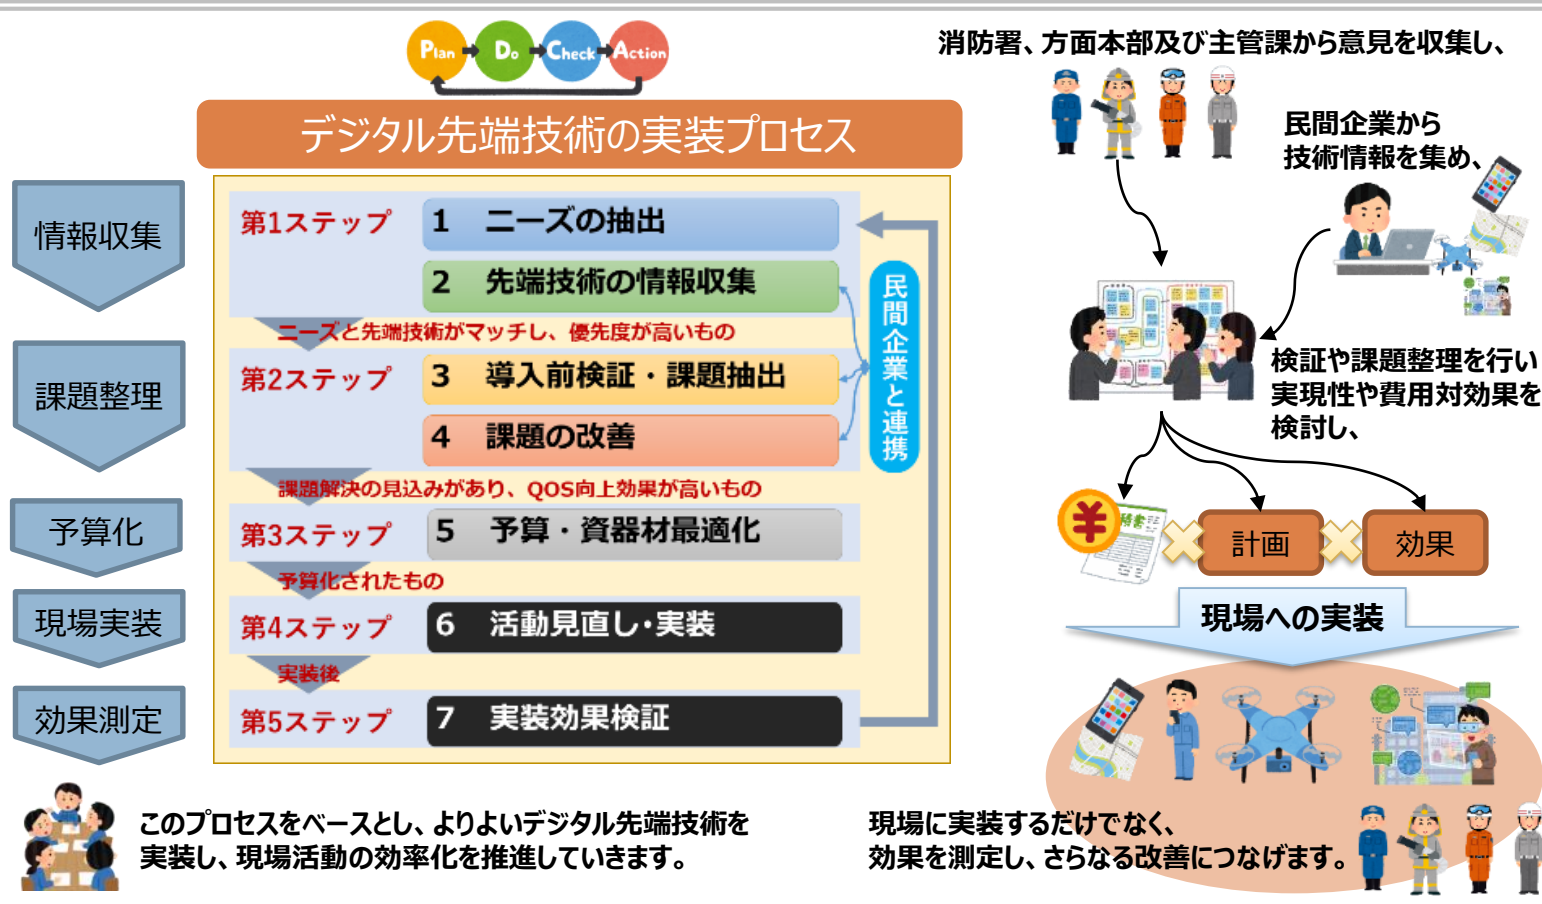 Plan Do Check Action
デジタル先端技術の実装プロセス
情報収集
課題整理
予算化
現場実装
効果測定
第1ステップ
1 ニーズの抽出
2 先端技術の情報収集
ニーズと先端技術がマッチし、優先度が高いもの
第2ステップ
3 導入前検証・課題抽出
4 課題の改善
課題解決の見込みがあり、QOS向上効果が高いもの
第3ステップ
5 予算・資器材最適化
予算化されたもの
第4ステップ
6 活動見直し・実装
実装後
第5ステップ
7 実装効果検証
民間企業と連携
このプロセスをベースとし、よりよいデジタル先端技術を
実装し、現場活動の効率化を推進していきます。
消防署、方面本部及び主管課から意見を収集し、
民間企業から
技術情報を集め、
検証や課題整理を行い
実現性や費用対効果を
検討し、
¥
計画
効果
現場への実装
現場に実装するだけでなく、
効果を測定し、さらなる改善につなげます。